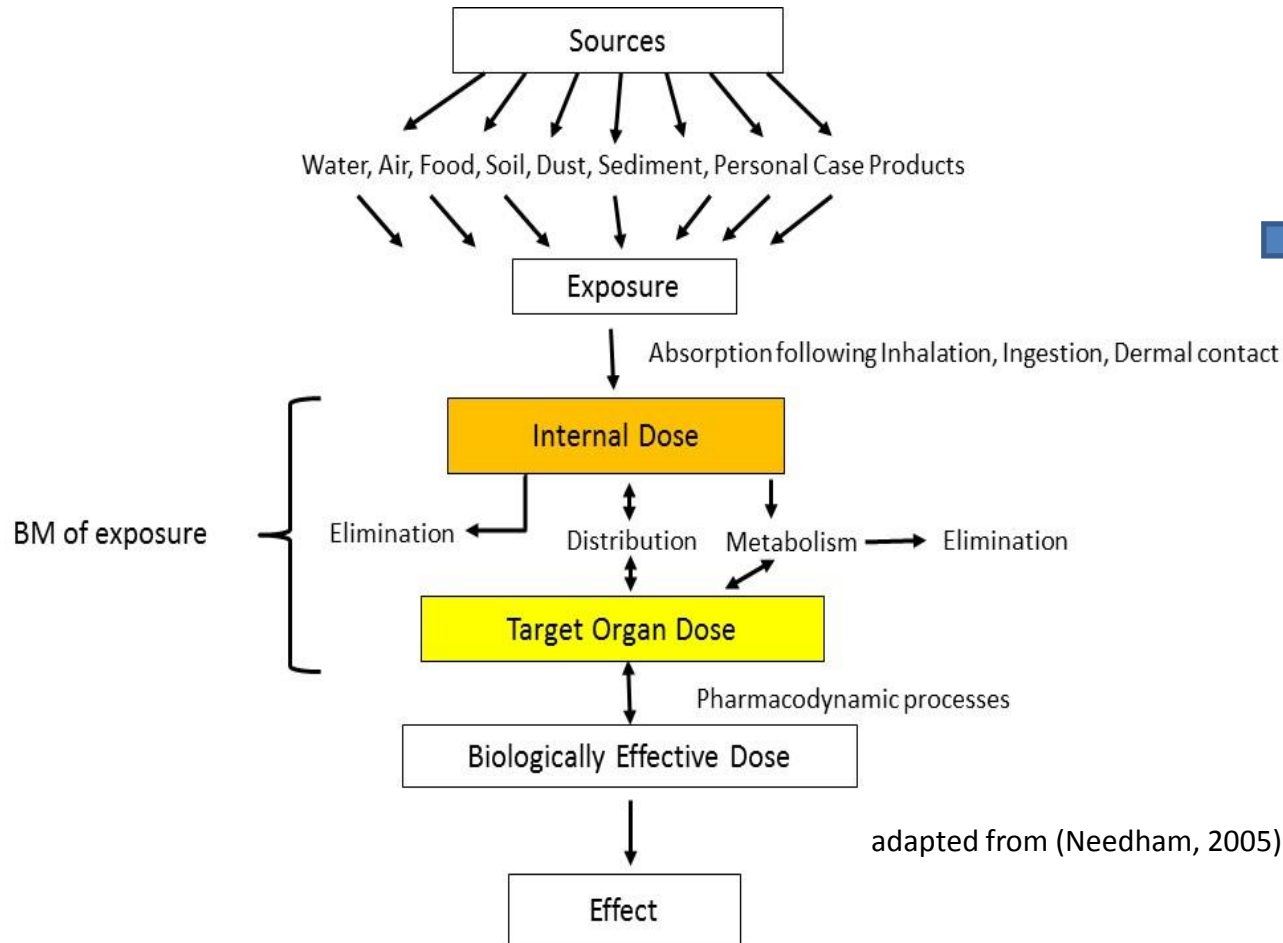 Sources
Water, Air, Food, Soil, Dust, Sediment, Personal Case Products
Exposure
Absorption following Inhalation, Ingestion, Dermal contact
Internal Dose
BM of exposure
Elimination
Distribution
Metabolism
Elimination
Target Organ Dose
Pharmacodynamic processes
Biologically Effective Dose
adapted from (Needham, 2005)
Effect